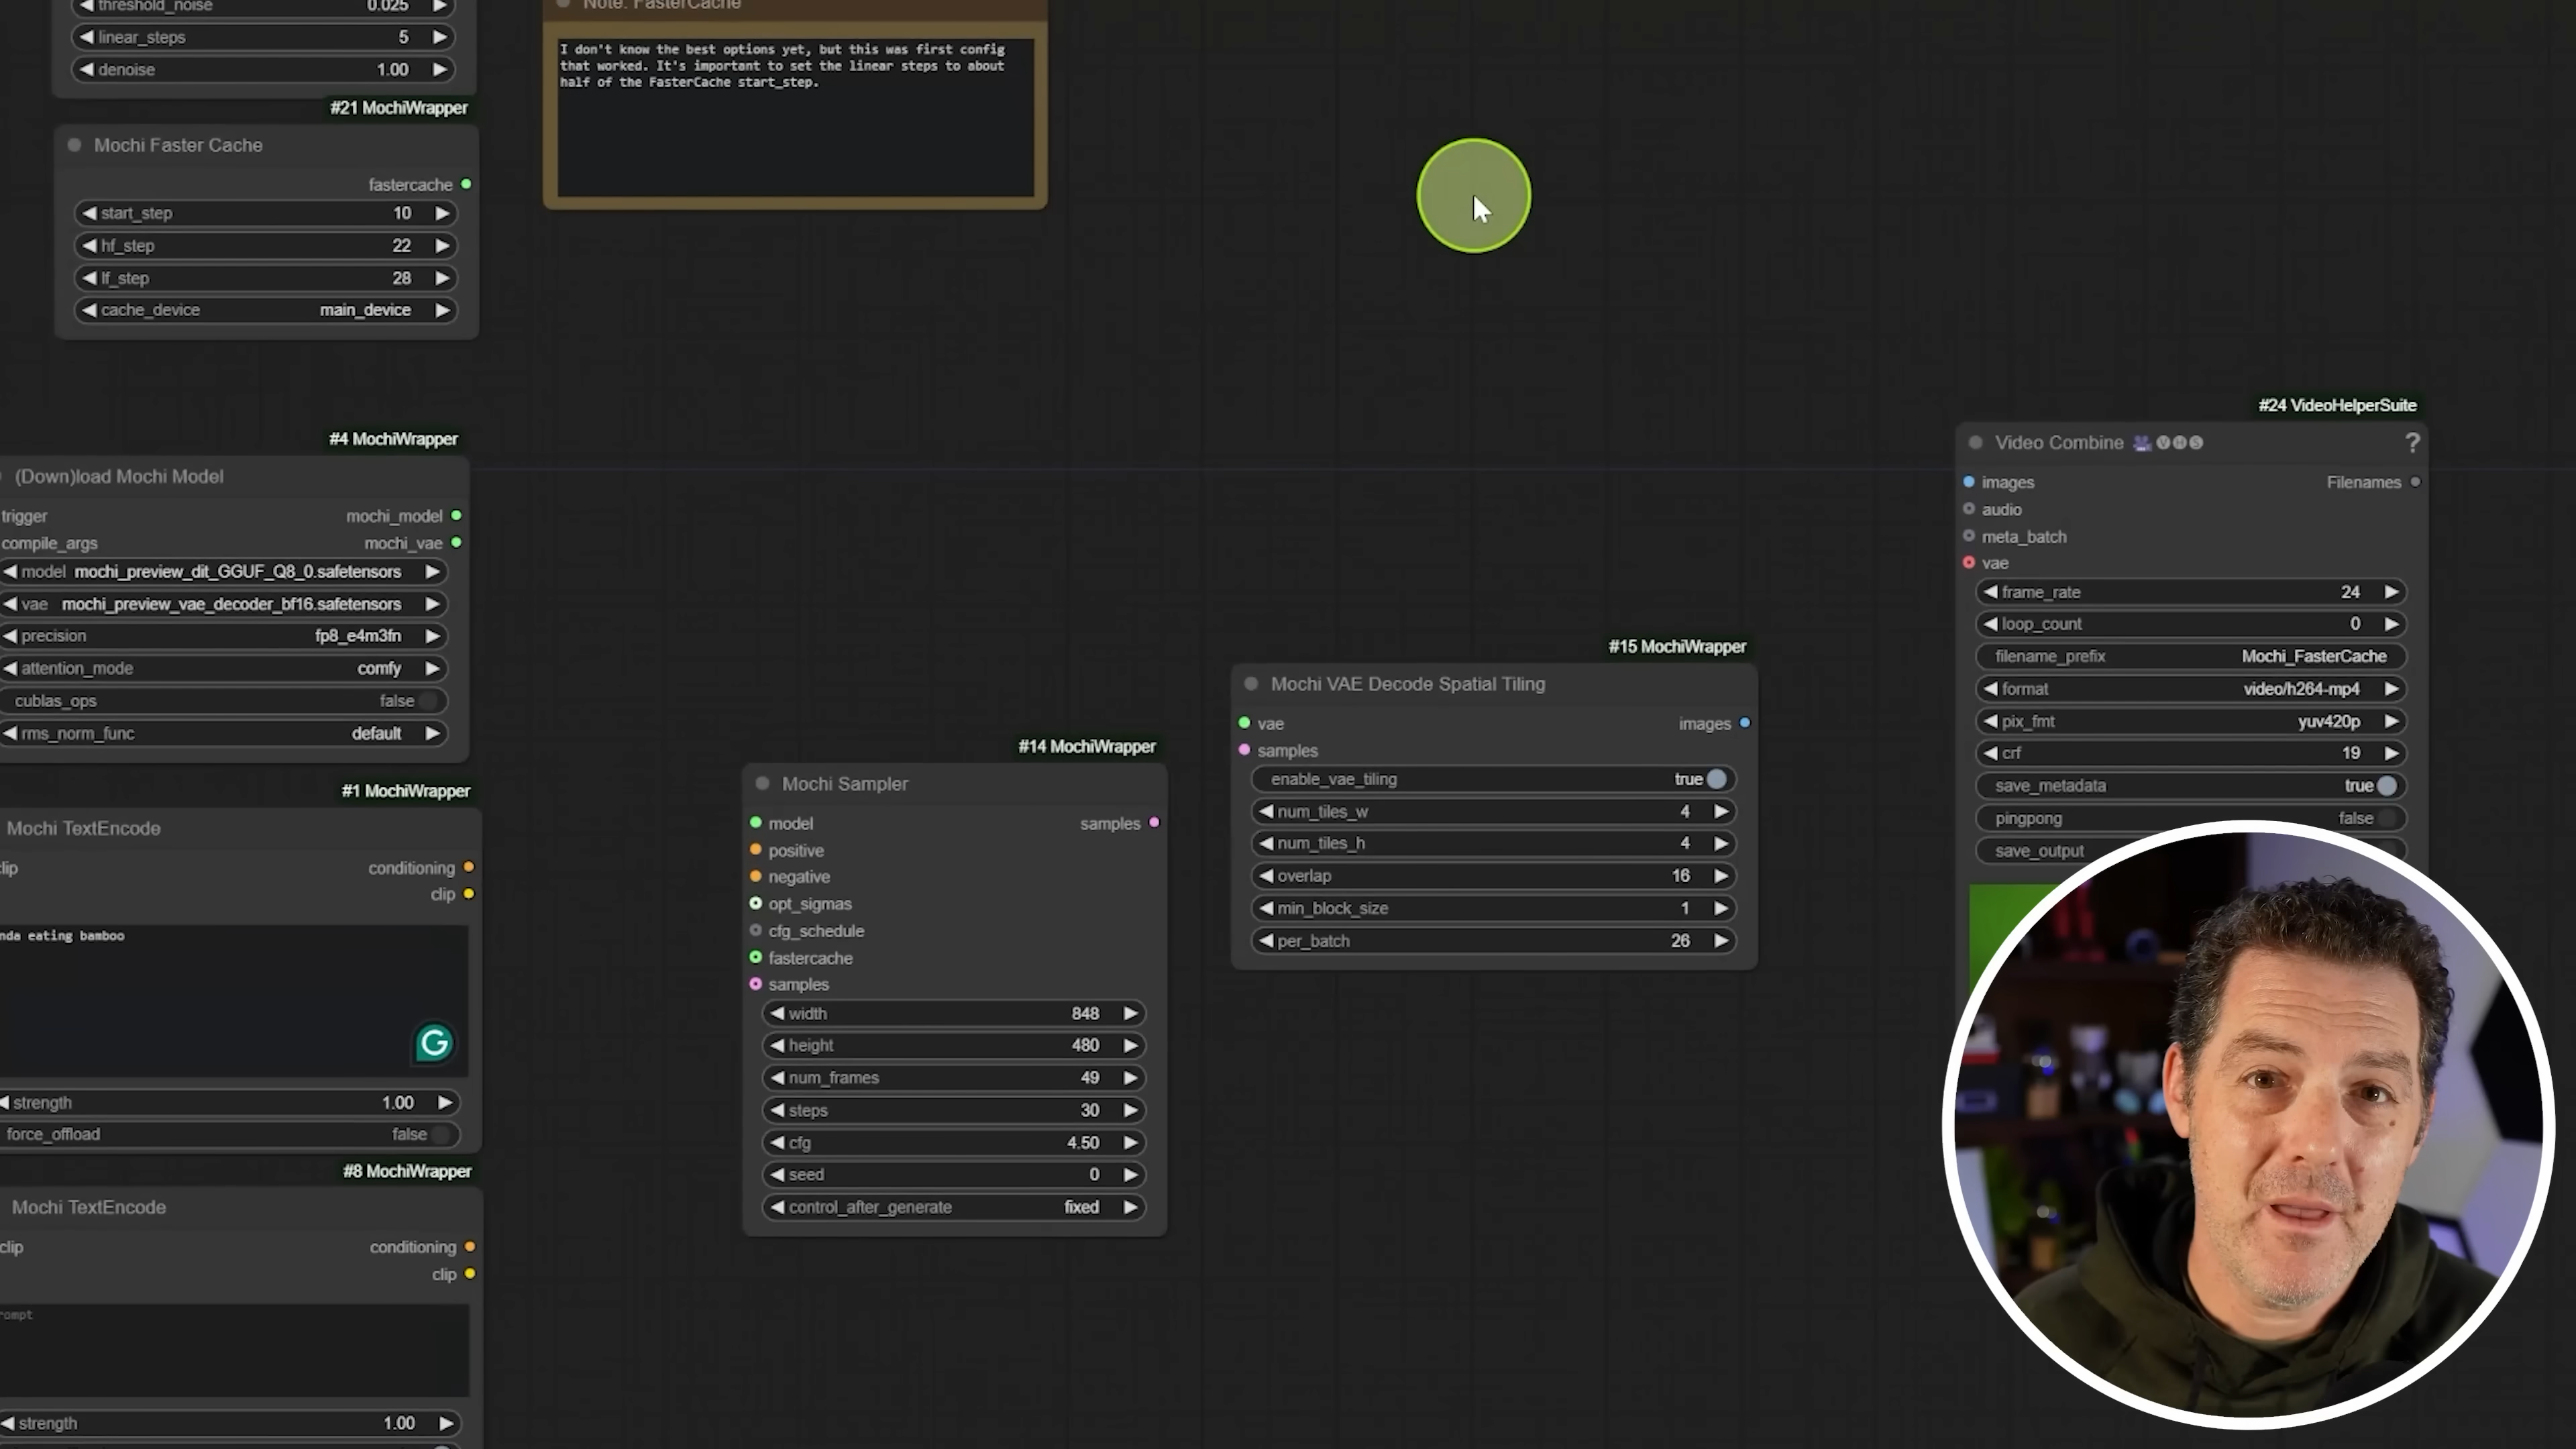 threshold_noise 0.025
linear_steps 5
denoise 1.00
#21 MochiWrapper
Mochi Faster Cache
fastercache
start_step 10
hf_step 22
lf_step 28
cache_device main_device
Note: FasterCache
I don't know the best options yet, but this was first config
that worked. It's important to set the linear steps to about
half of the FasterCache start_step.
#4 MochiWrapper
(Down)load Mochi Model
trigger mochi_model
compile_args mochi_vae
model mochi_preview_dit_GGUF_Q8_0.safetensors
vae mochi_preview_vae_decoder_bf16.safetensors
precision fp8_e4m3fn
attention_mode comfy
cublas_ops false
rms_norm_func default
#1 MochiWrapper
Mochi TextEncode
clip conditioning
clip
nda eating bamboo
G
strength 1.00
force_offload false
#8 MochiWrapper
Mochi TextEncode
clip conditioning
clip
rompt
strength 1.00
#14 MochiWrapper
Mochi Sampler
model samples
positive
negative
opt_sigmas
cfg_schedule
fastercache
samples
width 848
height 480
num_frames 49
steps 30
cfg 4.50
seed 0
control_after_generate fixed
#15 MochiWrapper
Mochi VAE Decode Spatial Tiling
vae images
samples
enable_vae_tiling true
num_tiles_w 4
num_tiles_h 4
overlap 16
min_block_size 1
per_batch 26
#24 VideoHelperSuite
Video Combine 🎥🅥🅗🅢 ?
images Filenames
audio
meta_batch
vae
frame_rate 24
loop_count 0
filename_prefix Mochi_FasterCache
format video/h264-mp4
pix_fmt yuv420p
crf 19
save_metadata true
pingpong false
save_output